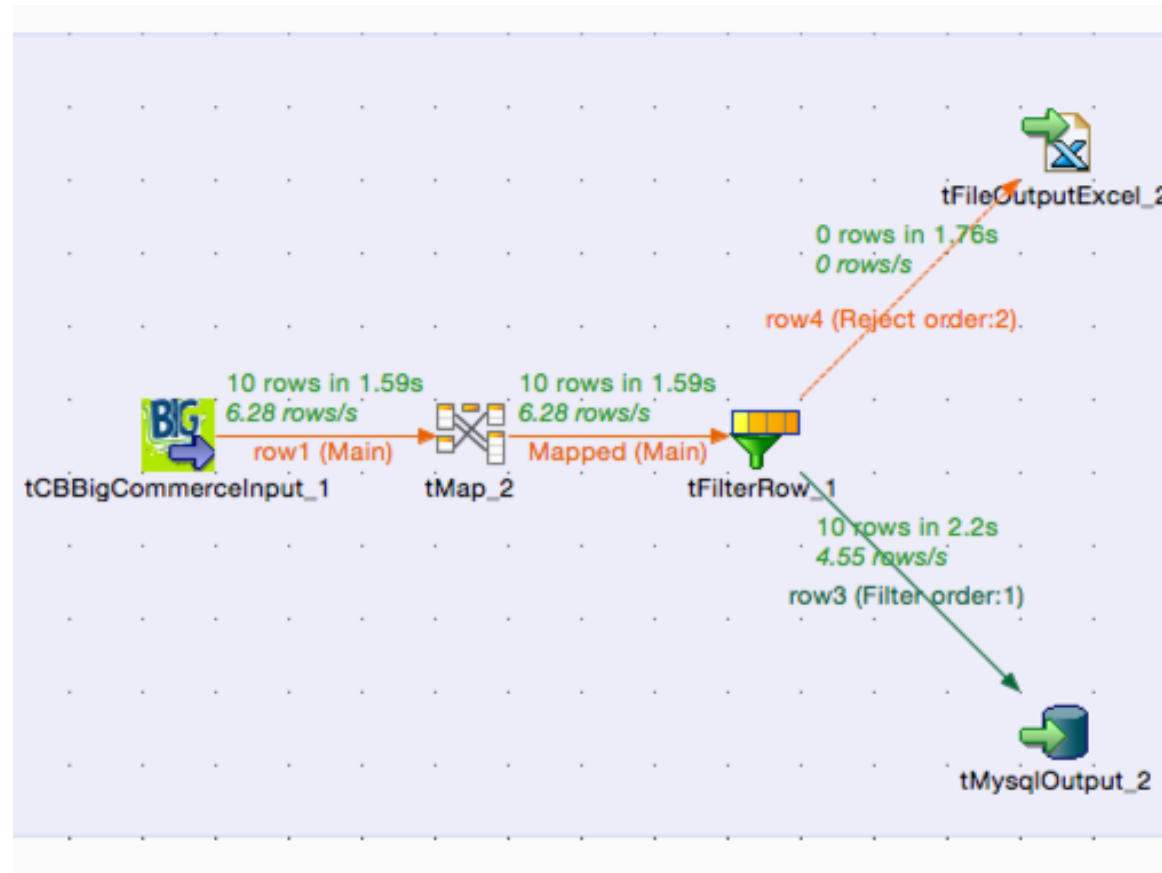 tFileOutputExcel_2
0 rows in 1.76s
0 rows/s
row4 (Reject order:2)
10 rows in 1.59s
6.28 rows/s
row1 (Main)
10 rows in 1.59s
6.28 rows/s
Mapped (Main)
BIG
tCBBigCommerceInput_1
tMap_2
tFilterRow_1
10 rows in 2.2s
4.55 rows/s
row3 (Filter order:1)
tMysqlOutput_2